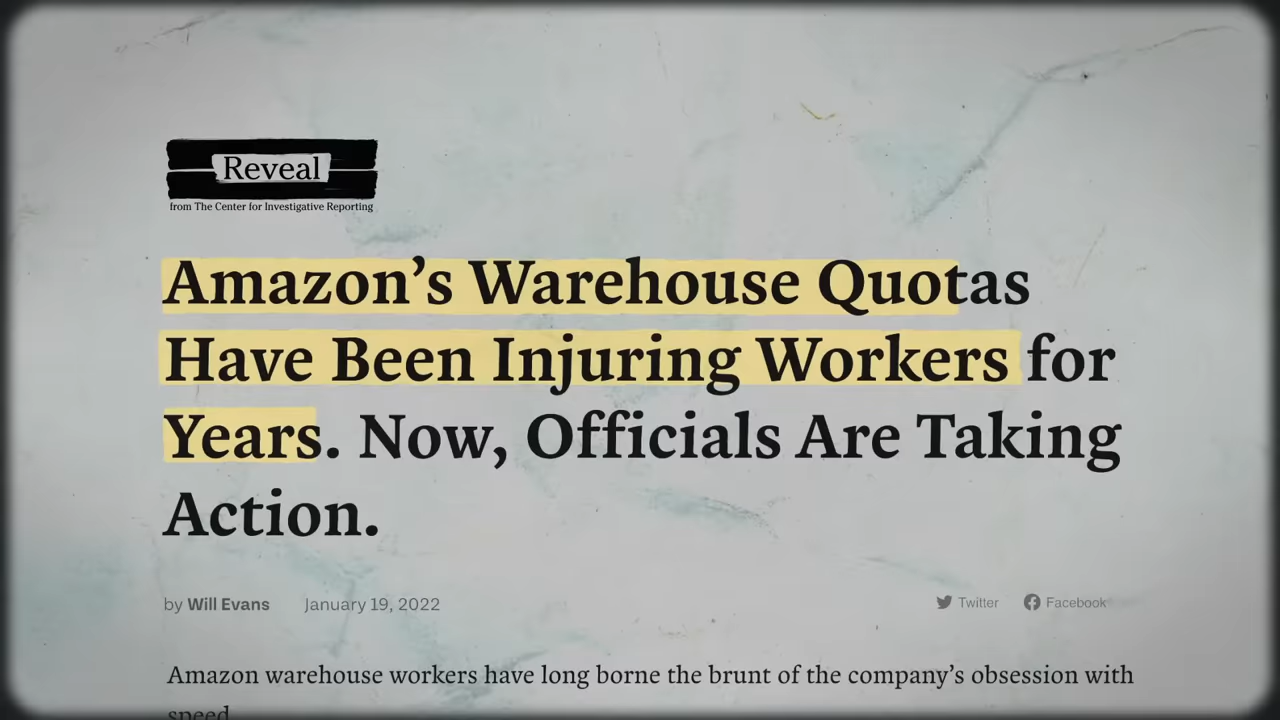 Reveal
from The Center for Investigative Reporting
Amazon’s Warehouse Quotas
Have Been Injuring Workers for
Years. Now, Officials Are Taking
Action.
by Will Evans January 19, 2022 Twitter Facebook
Amazon warehouse workers have long borne the brunt of the company’s obsession with
speed.